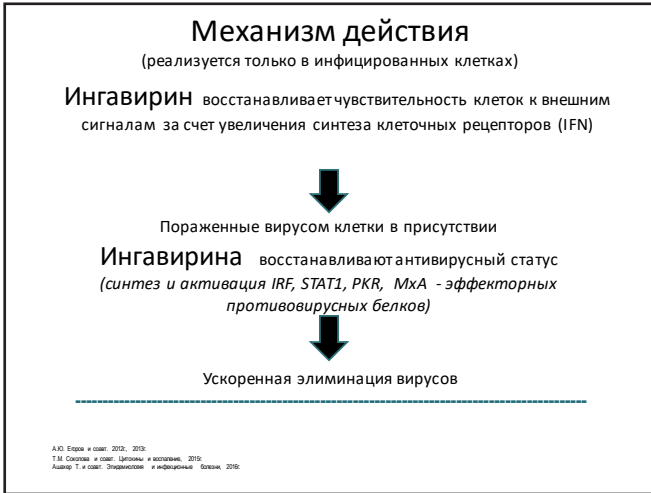 Механизм действия
(реализуется только в инфицированных клетках)
Ингавирин восстанавливает чувствительность клеток к внешним
сигналам за счет увеличения синтеза клеточных рецепторов (IFN)
Пораженные вирусом клетки в присутствии
Ингавирина восстанавливают антивирусный статус
(синтез и активация IRF, STAT1, PKR, MxA - эффекторных
противовирусных белков)
Ускоренная элиминация вирусов
А.Ю. Егоров и соавт. 2012г., 2013г.
Т.М. Соколова и соавт. Цитокины и воспаление, 2015г.
Ашахер Т. и соавт. Эпидемиология и инфекционные болезни, 2016г.